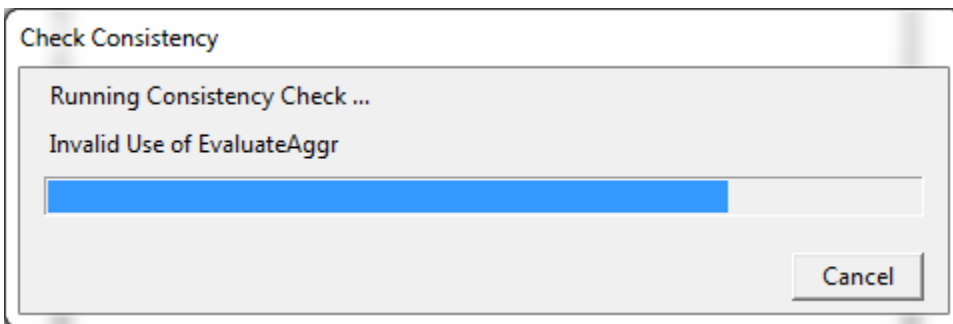 Check Consistency
Running Consistency Check ...
Invalid Use of EvaluateAggr
Cancel